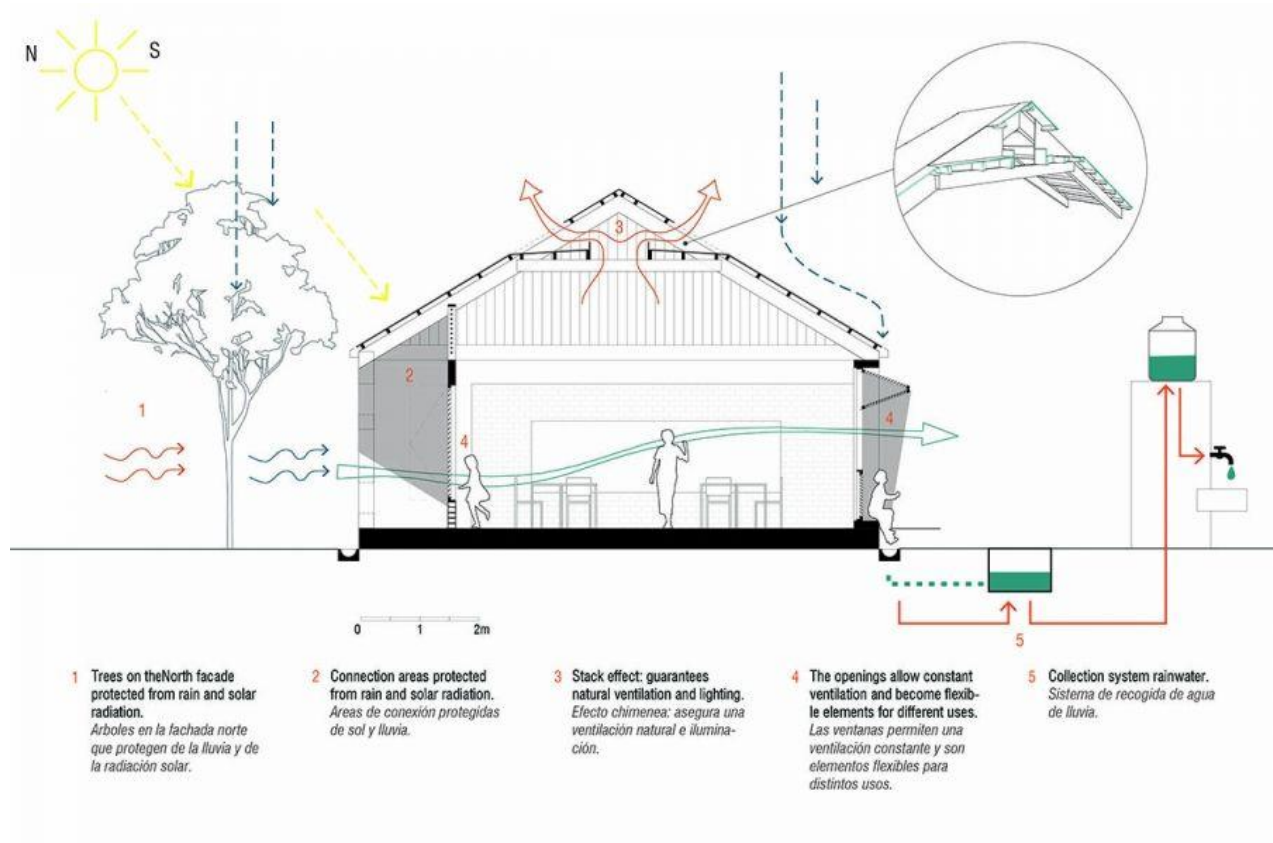 N S
3
2
1
4
4
0 1 2m
5
1 Trees on theNorth facade
protected from rain and solar
radiation.
Arboles en la fachada norte
que protegen de la lluvia y de
la radiación solar.
2 Connection areas protected
from rain and solar radiation.
Areas de conexión protegidas
de sol y lluvia.
3 Stack effect: guarantees
natural ventilation and lighting.
Efecto chimenea: asegura una
ventilación natural e ilumina-
ción.
4 The openings allow constant
ventilation and become flexib-
le elements for different uses.
Las ventanas permiten una
ventilación constante y son
elementos flexibles para
distintos usos.
5 Collection system rainwater.
Sistema de recogida de agua
de lluvia.